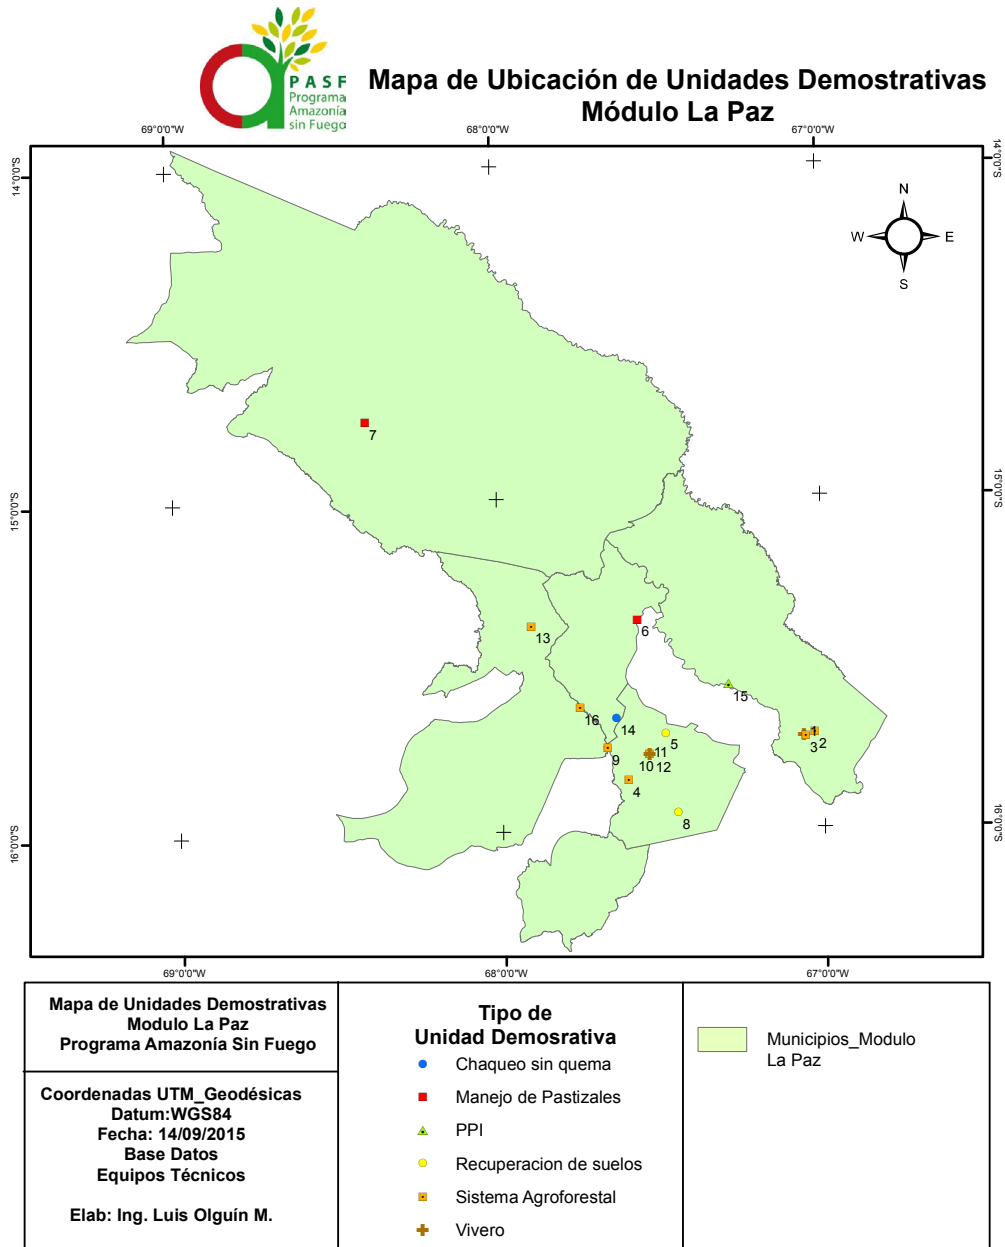 PASF
Programa
Amazonía
sin Fuego
Mapa de Ubicación de Unidades Demostrativas
Módulo La Paz
69°0'0"W
68°0'0"W
67°0'0"W
14°0'0"S
14°0'0"S
N
W
E
S
7
15°0'0"S
15°0'0"S
6
13
15
16
14
5
1
2
3
9
11
10
12
4
8
16°0'0"S
16°0'0"S
69°0'0"W
68°0'0"W
67°0'0"W
Mapa de Unidades Demostrativas
Modulo La Paz
Programa Amazonía Sin Fuego
Coordenadas UTM_Geodésicas
Datum:WGS84
Fecha: 14/09/2015
Base Datos
Equipos Técnicos
Elab: Ing. Luis Olguín M.
Tipo de
Unidad Demosrativa
Chaqueo sin quema
Manejo de Pastizales
PPI
Recuperacion de suelos
Sistema Agroforestal
Vivero
Municipios_Modulo
La Paz